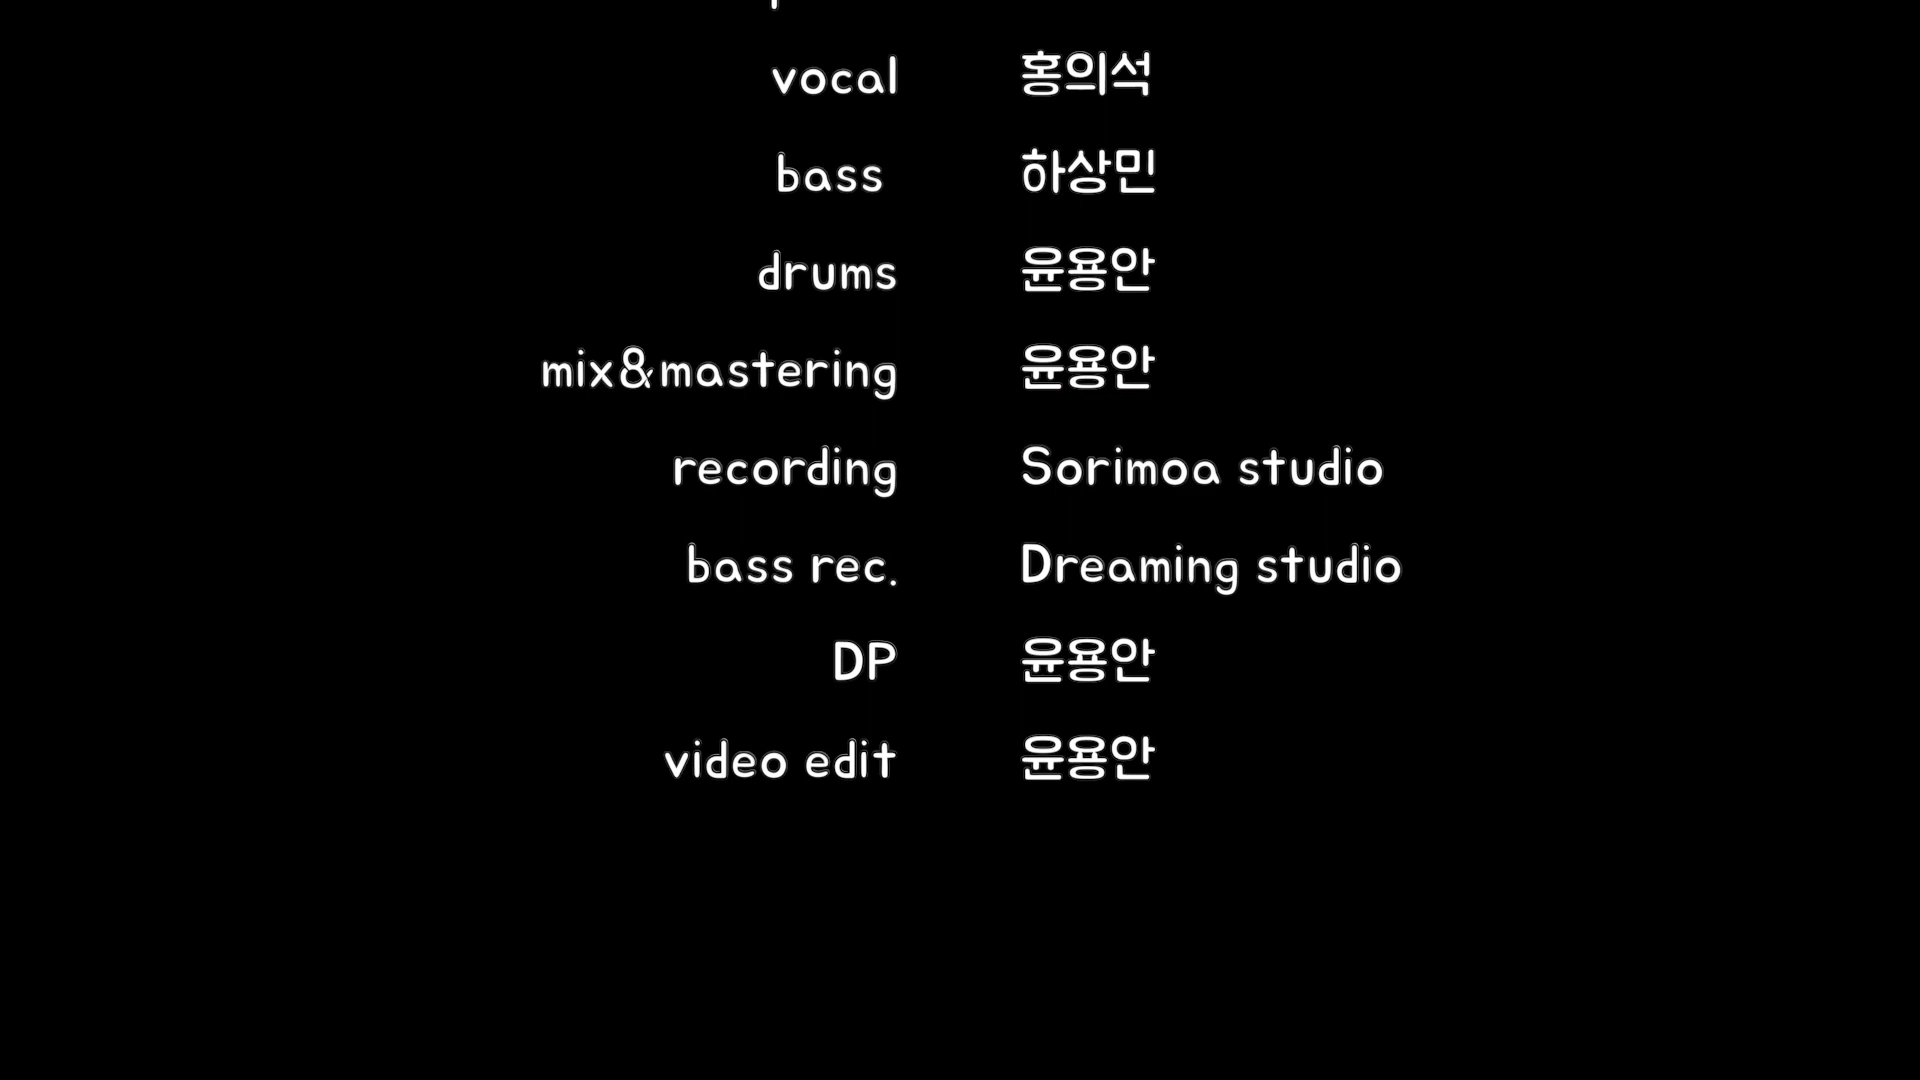 vocal 홍의석
bass 하상민
drums 윤용안
mix&mastering 윤용안
recording Sorimoa studio
bass rec. Dreaming studio
DP 윤용안
video edit 윤용안